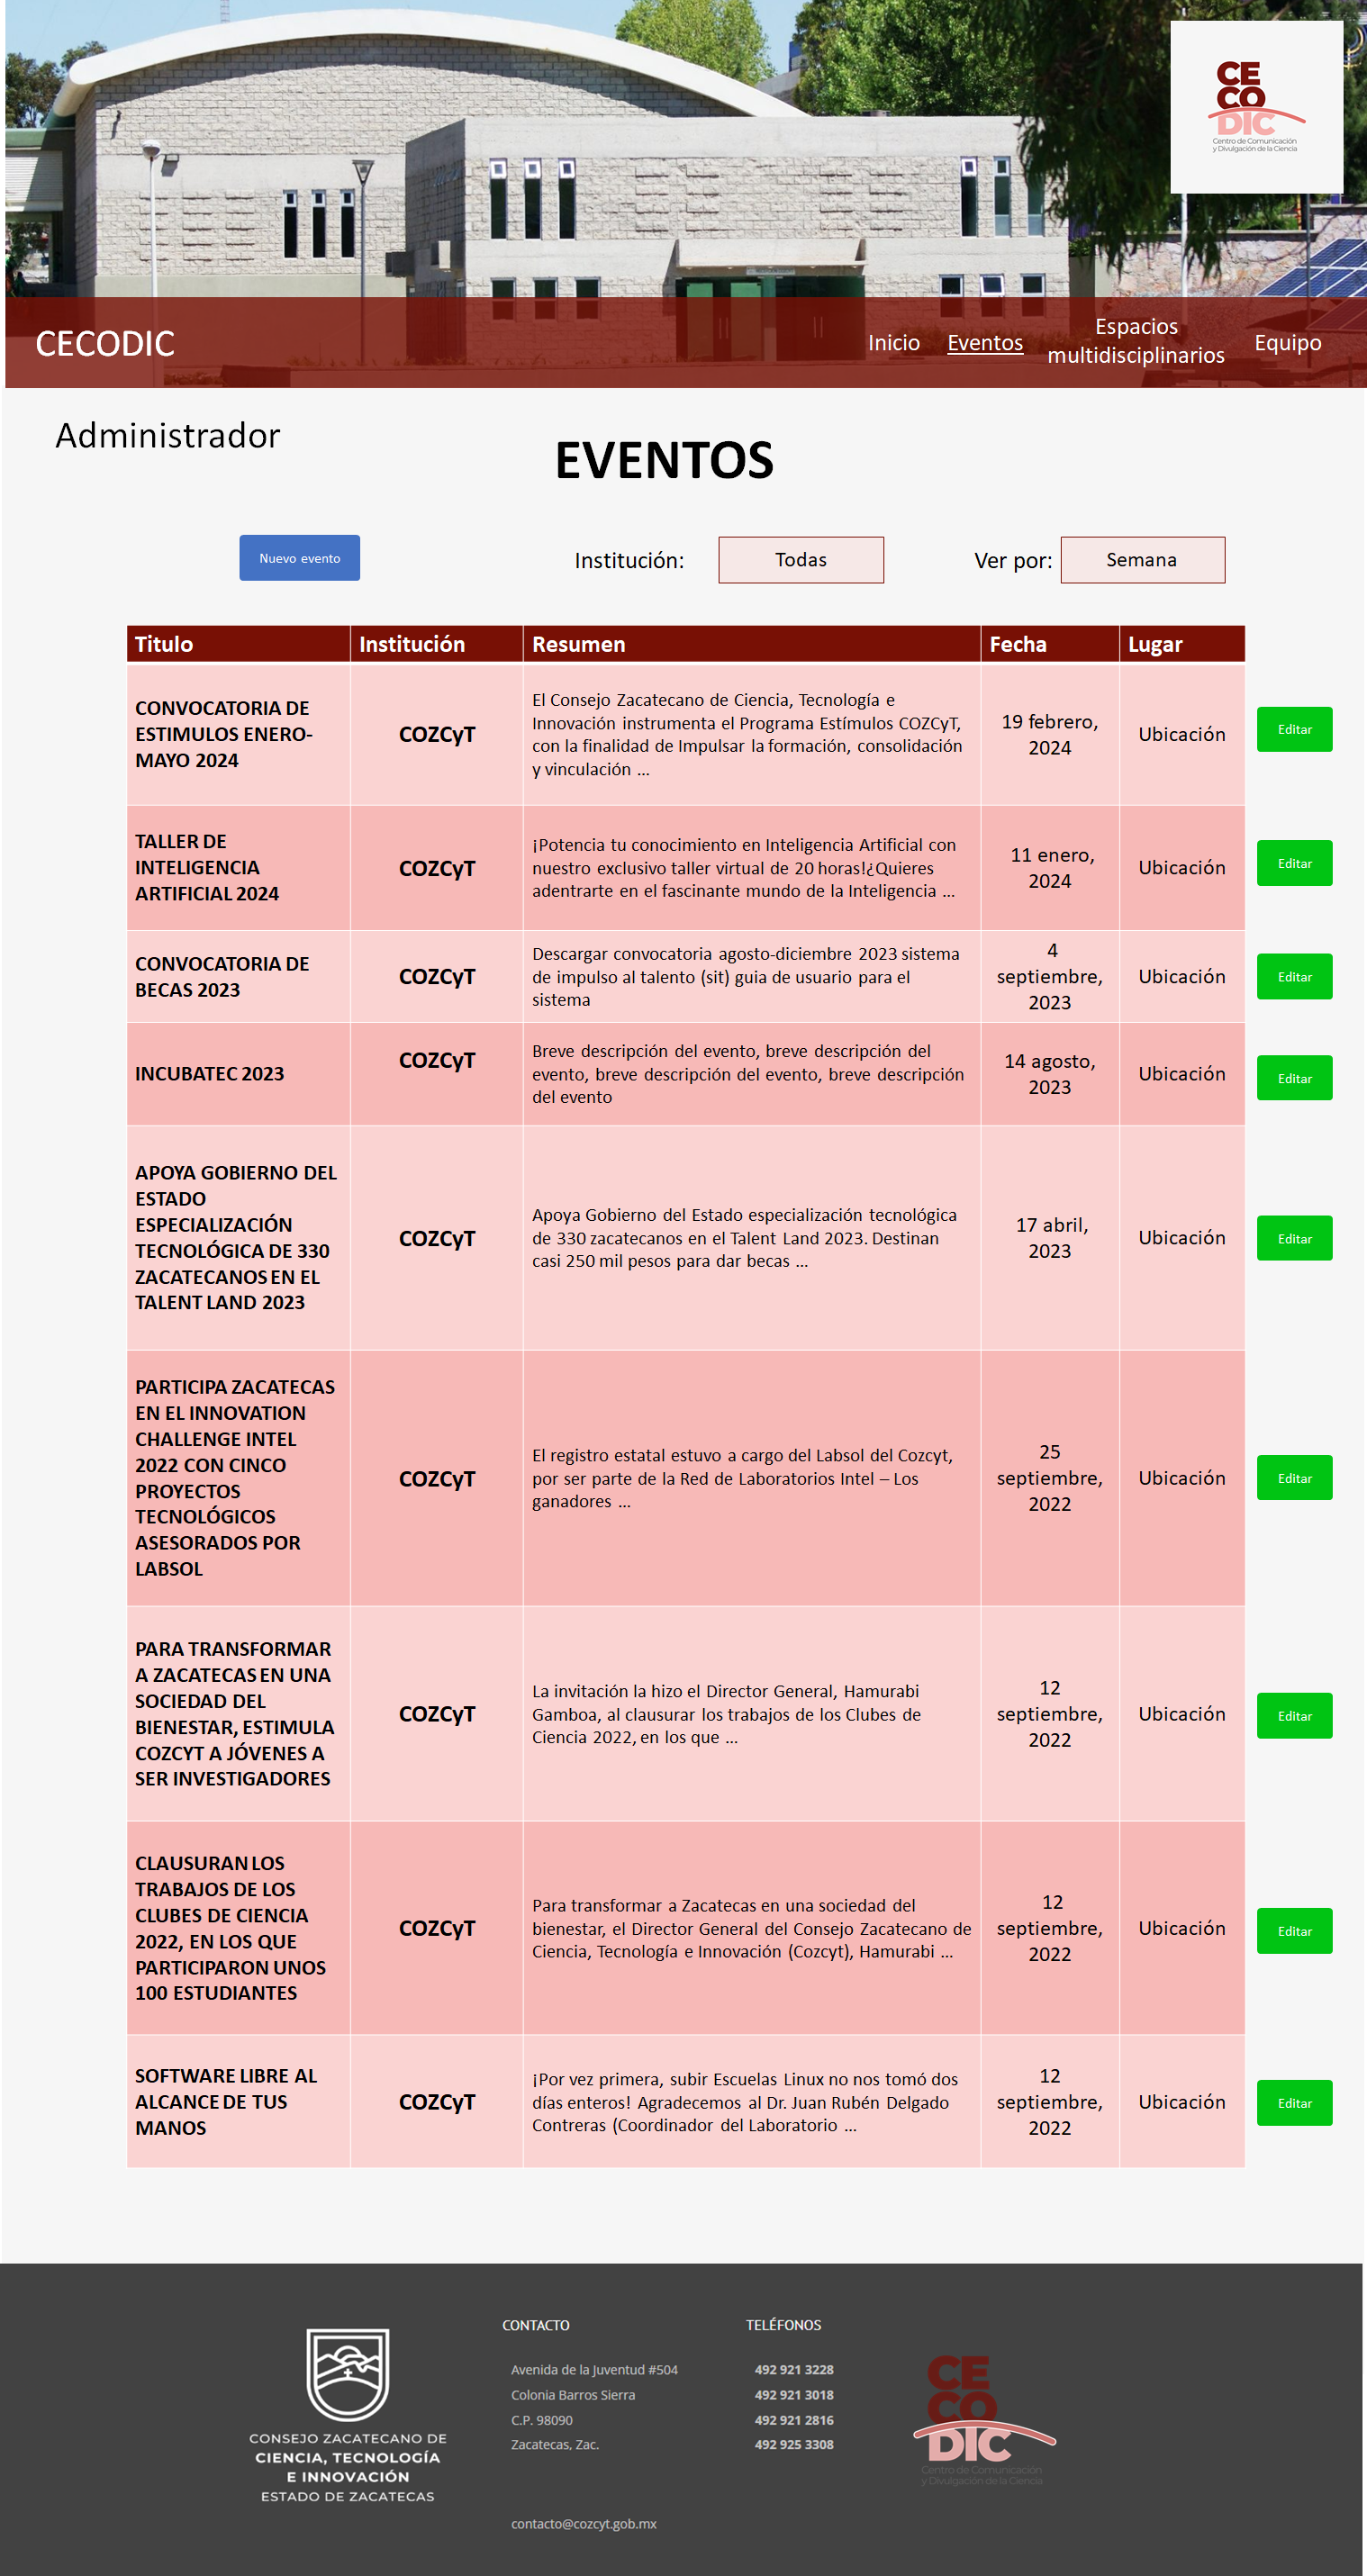 CE
CO
DIC
Centro de Comunicación
y Divulgación de la Ciencia
CECODIC
Inicio
Eventos
Espacios
multidisciplinarios
Equipo
Administrador
EVENTOS
Nuevo evento
Institución:
Todas
Ver por:
Semana
Titulo
Institución
Resumen
Fecha
Lugar
CONVOCATORIA DE
ESTIMULOS ENERO-
MAYO 2024
COZCyT
El Consejo Zacatecano de Ciencia, Tecnología e
Innovación instrumenta el Programa Estímulos COZCyT,
con la finalidad de Impulsar la formación, consolidación
y vinculación ...
19 febrero,
2024
Ubicación
Editar
TALLER DE
INTELIGENCIA
ARTIFICIAL 2024
COZCyT
¡Potencia tu conocimiento en Inteligencia Artificial con
nuestro exclusivo taller virtual de 20 horas!¿Quieres
adentrarte en el fascinante mundo de la Inteligencia ...
11 enero,
2024
Ubicación
Editar
CONVOCATORIA DE
BECAS 2023
COZCyT
Descargar convocatoria agosto-diciembre 2023 sistema
de impulso al talento (sit) guia de usuario para el
sistema
4
septiembre,
2023
Ubicación
Editar
INCUBATEC 2023
COZCyT
Breve descripción del evento, breve descripción del
evento, breve descripción del evento, breve descripción
del evento
14 agosto,
2023
Ubicación
Editar
APOYA GOBIERNO DEL
ESTADO
ESPECIALIZACIÓN
TECNOLÓGICA DE 330
ZACATECANOS EN EL
TALENT LAND 2023
COZCyT
Apoya Gobierno del Estado especialización tecnológica
de 330 zacatecanos en el Talent Land 2023. Destinan
casi 250 mil pesos para dar becas ...
17 abril,
2023
Ubicación
Editar
PARTICIPA ZACATECAS
EN EL INNOVATION
CHALLENGE INTEL
2022 CON CINCO
PROYECTOS
TECNOLÓGICOS
ASESORADOS POR
LABSOL
COZCyT
El registro estatal estuvo a cargo del Labsol del Cozcyt,
por ser parte de la Red de Laboratorios Intel – Los
ganadores ...
25
septiembre,
2022
Ubicación
Editar
PARA TRANSFORMAR
A ZACATECAS EN UNA
SOCIEDAD DEL
BIENESTAR, ESTIMULA
COZCYT A JÓVENES A
SER INVESTIGADORES
COZCyT
La invitación la hizo el Director General, Hamurabi
Gamboa, al clausurar los trabajos de los Clubes de
Ciencia 2022, en los que ...
12
septiembre,
2022
Ubicación
Editar
CLAUSURAN LOS
TRABAJOS DE LOS
CLUBES DE CIENCIA
2022, EN LOS QUE
PARTICIPARON UNOS
100 ESTUDIANTES
COZCyT
Para transformar a Zacatecas en una sociedad del
bienestar, el Director General del Consejo Zacatecano de
Ciencia, Tecnología e Innovación (Cozcyt), Hamurabi ...
12
septiembre,
2022
Ubicación
Editar
SOFTWARE LIBRE AL
ALCANCE DE TUS
MANOS
COZCyT
¡Por vez primera, subir Escuelas Linux no nos tomó dos
días enteros! Agradecemos al Dr. Juan Rubén Delgado
Contreras (Coordinador del Laboratorio ...
12
septiembre,
2022
Ubicación
Editar
CONSEJO ZACATECANO DE
CIENCIA, TECNOLOGÍA
E INNOVACIÓN
ESTADO DE ZACATECAS
CONTACTO
Avenida de la Juventud #504
Colonia Barros Sierra
C.P. 98090
Zacatecas, Zac.
contacto@cozcyt.gob.mx
TELÉFONOS
492 921 3228
492 921 3018
492 921 2816
492 925 3308
CE
CO
DIC
Centro de Comunicación
y Divulgación de la Ciencia